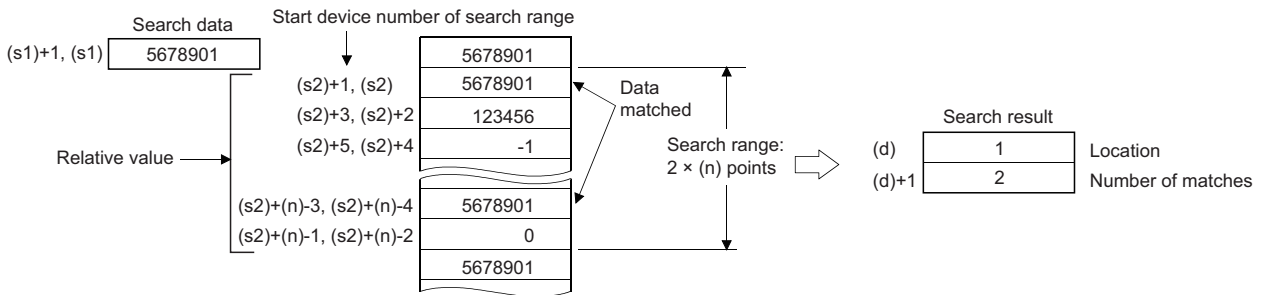 Search data
(s1)+1, (s1)
5678901
Start device number of search range
Relative value
5678901
(s2)+1, (s2)
5678901
(s2)+3, (s2)+2
123456
(s2)+5, (s2)+4
-1
(s2)+(n)-3, (s2)+(n)-4
5678901
(s2)+(n)-1, (s2)+(n)-2
0
5678901
Data
matched
Search range:
2 × (n) points
Search result
(d)
1
Location
(d)+1
2
Number of matches